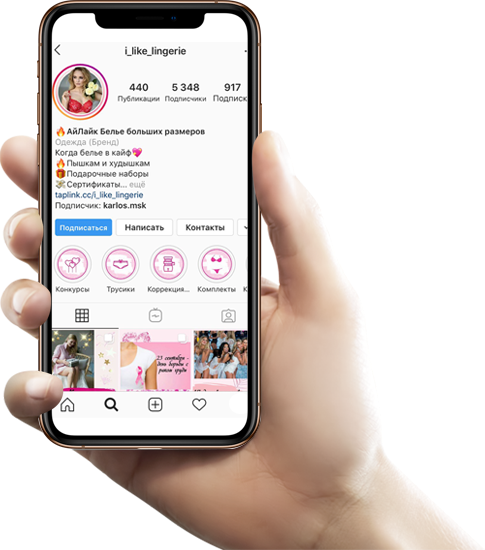 i_like_lingerie
440 5 348 917
Публикации Подписчики Подписк
🔥АйЛайк Белье больших размеров
Одежда (Бренд)
Когда белье в кайф💖
🔥Пышкам и худышкам
🎁Подарочные наборы
💸Сертификаты... ещё
taplink.cc/i_like_lingerie
Подписчик: karlos.msk
Подписаться Написать Контакты
Конкурсы Трусики Коррекция... Комплекты К
23 сентября -
день борьбы с
раком груди